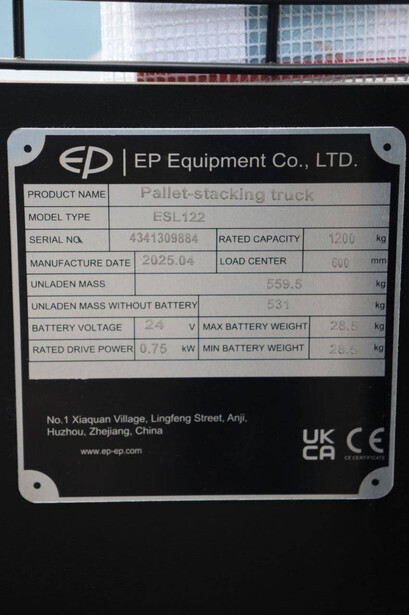 EP | EP Equipment Co., LTD.
PRODUCT NAME Pallet-stacking truck
MODEL TYPE ESL122
SERIAL NO. 4341309884 RATED CAPACITY 1200 kg
MANUFACTURE DATE 2025.04 LOAD CENTER 600 mm
UNLADEN MASS 559.5 kg
UNLADEN MASS WITHOUT BATTERY 531 kg
BATTERY VOLTAGE 24 V MAX BATTERY WEIGHT 28.5 kg
RATED DRIVE POWER 0.75 kW MIN BATTERY WEIGHT 28.5 kg
No.1 Xiaquan Village, Lingfeng Street, Anji,
Huzhou, Zhejiang, China
www.ep-ep.com
UK
CA CE
CE CERTIFICATE